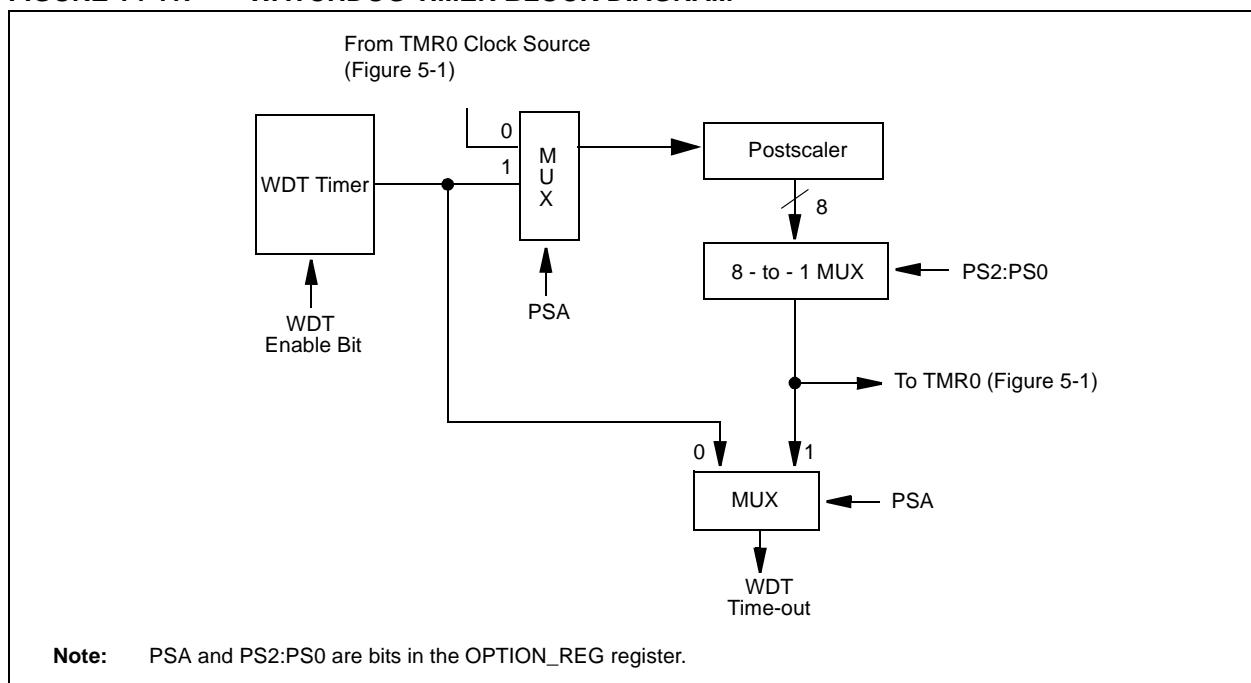 From TMR0 Clock Source
(Figure 5-1)
0
1
M
U
X
Postscaler
WDT Timer
8
8 - to - 1 MUX
PS2:PS0
PSA
WDT
Enable Bit
To TMR0 (Figure 5-1)
0
1
MUX
PSA
WDT
Time-out
Note: PSA and PS2:PS0 are bits in the OPTION_REG register.